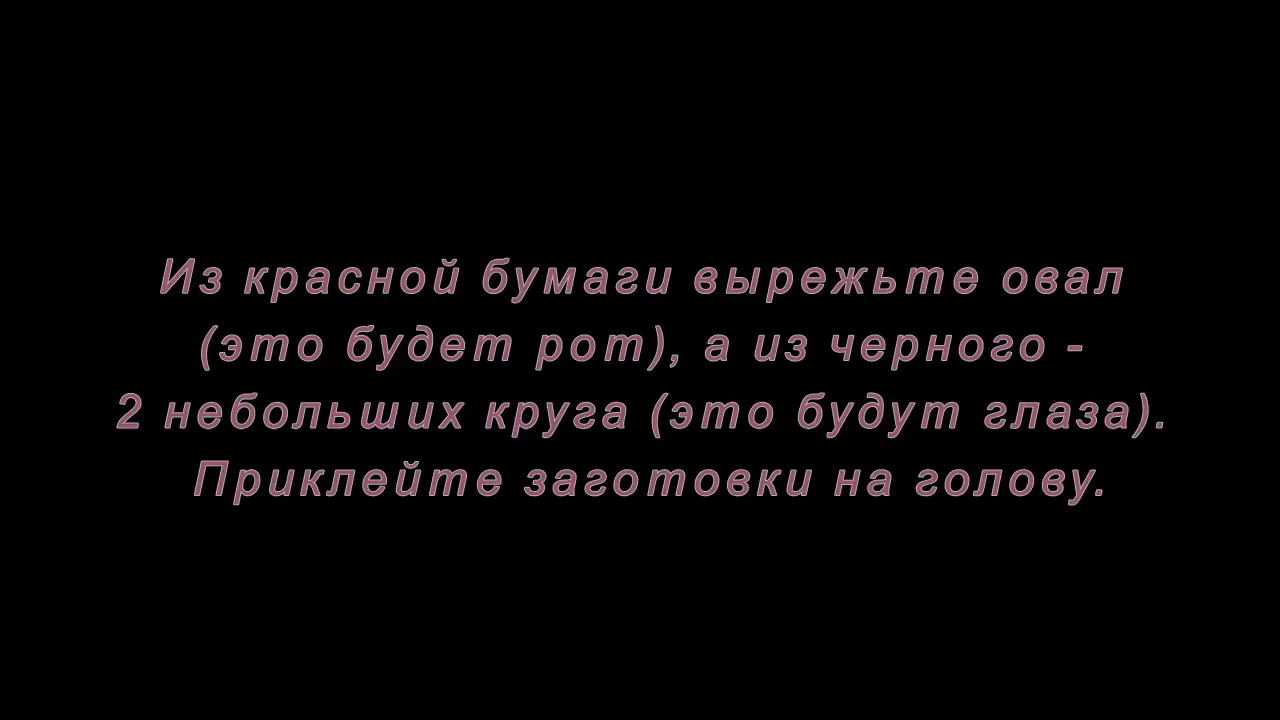 Из красной бумаги вырежьте овал
(это будет рот), а из черного -
2 небольших круга (это будут глаза).
Приклейте заготовки на голову.